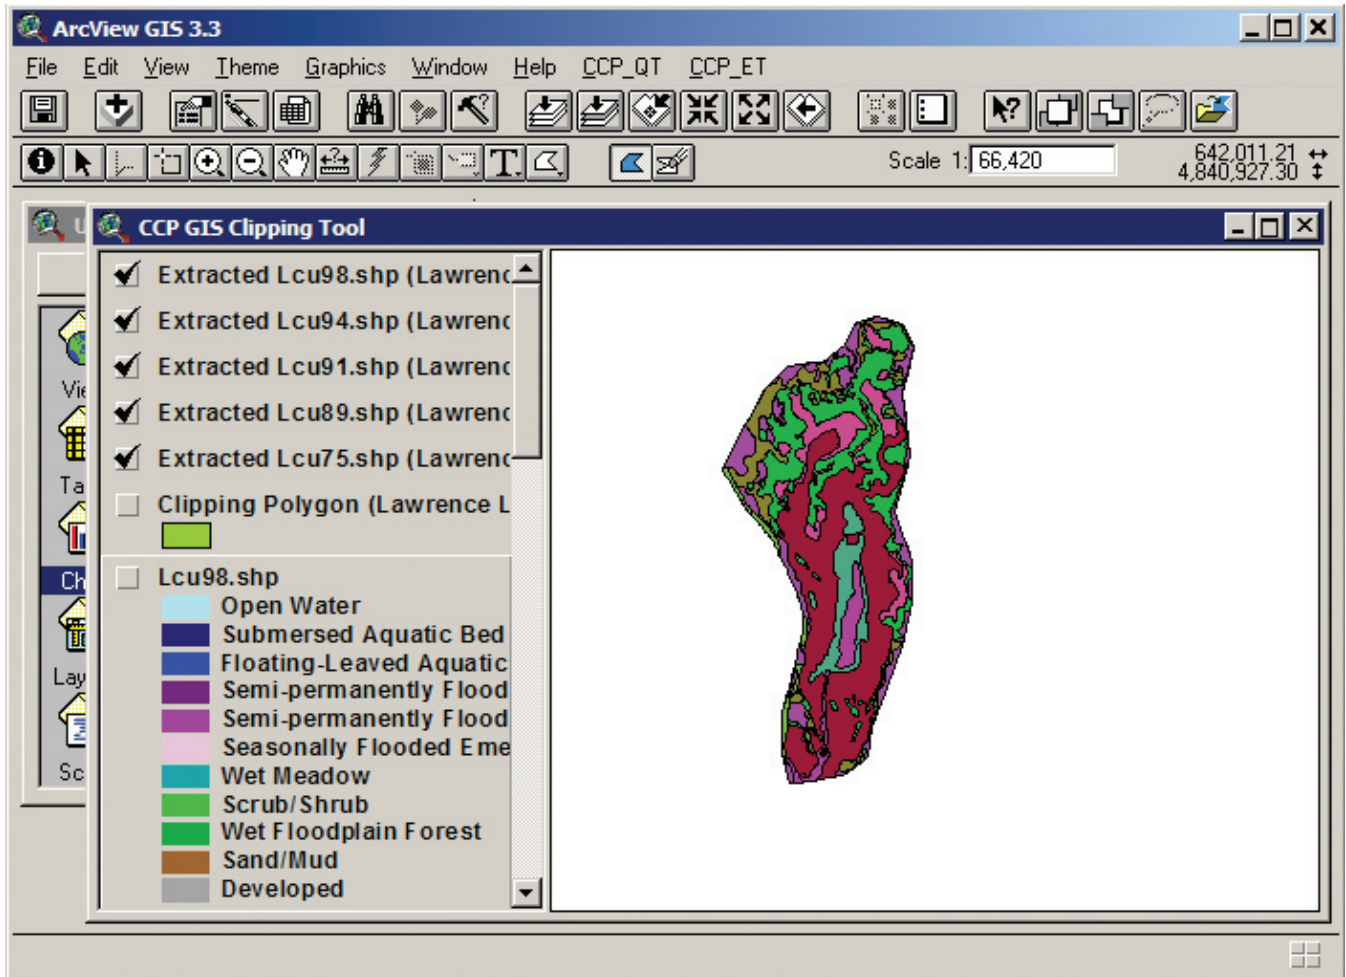 ArcView GIS 3.3
File Edit View Theme Graphics Window Help CCP_QT CCP_ET
Scale 1: 66,420
642,011.21
4,840,927.30
U
CCP GIS Clipping Tool
Extracted Lcu98.shp (Lawrenc
Extracted Lcu94.shp (Lawrenc
Extracted Lcu91.shp (Lawrenc
Extracted Lcu89.shp (Lawrenc
Extracted Lcu75.shp (Lawrenc
Clipping Polygon (Lawrence L
Lcu98.shp
Open Water
Submersed Aquatic Bed
Floating-Leaved Aquatic
Semi-permanently Flood
Semi-permanently Flood
Seasonally Flooded Eme
Wet Meadow
Scrub/Shrub
Wet Floodplain Forest
Sand/Mud
Developed
Vie
Ta
Ch
Lay
Sc